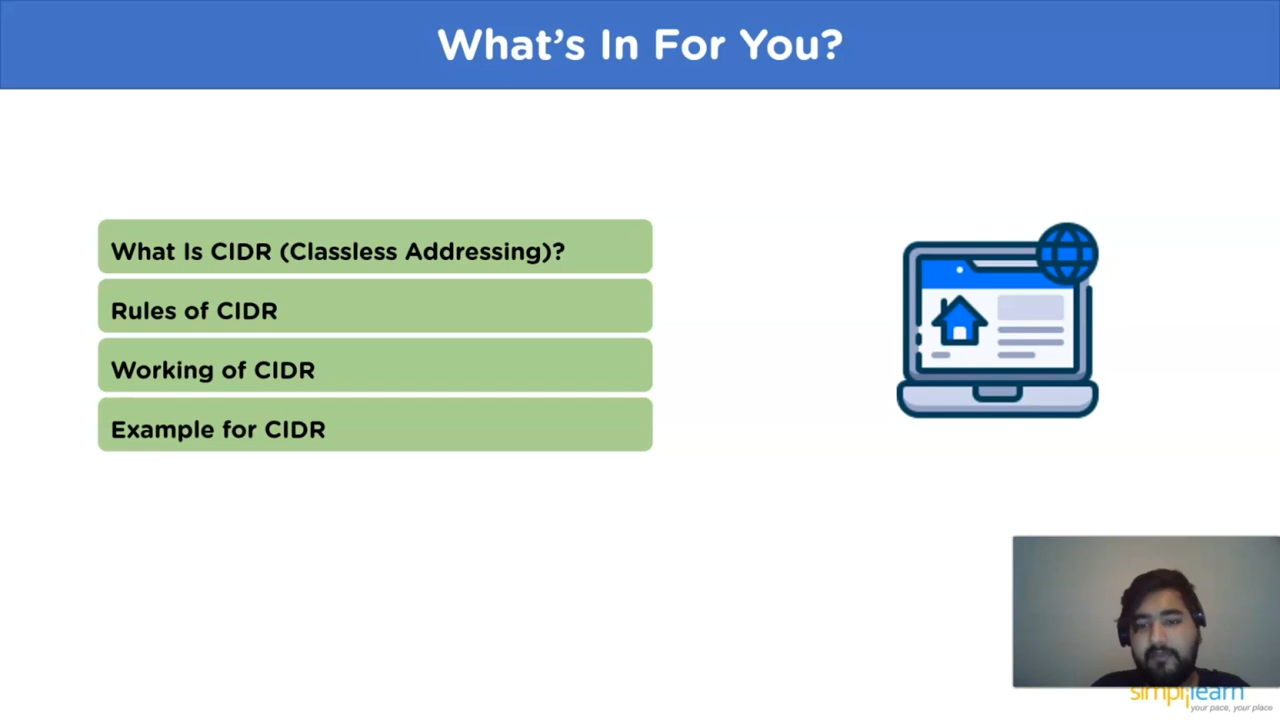 What's In For You?
What Is CIDR (Classless Addressing)?
Rules of CIDR
Working of CIDR
Example for CIDR
simplilearn
your pace, your place